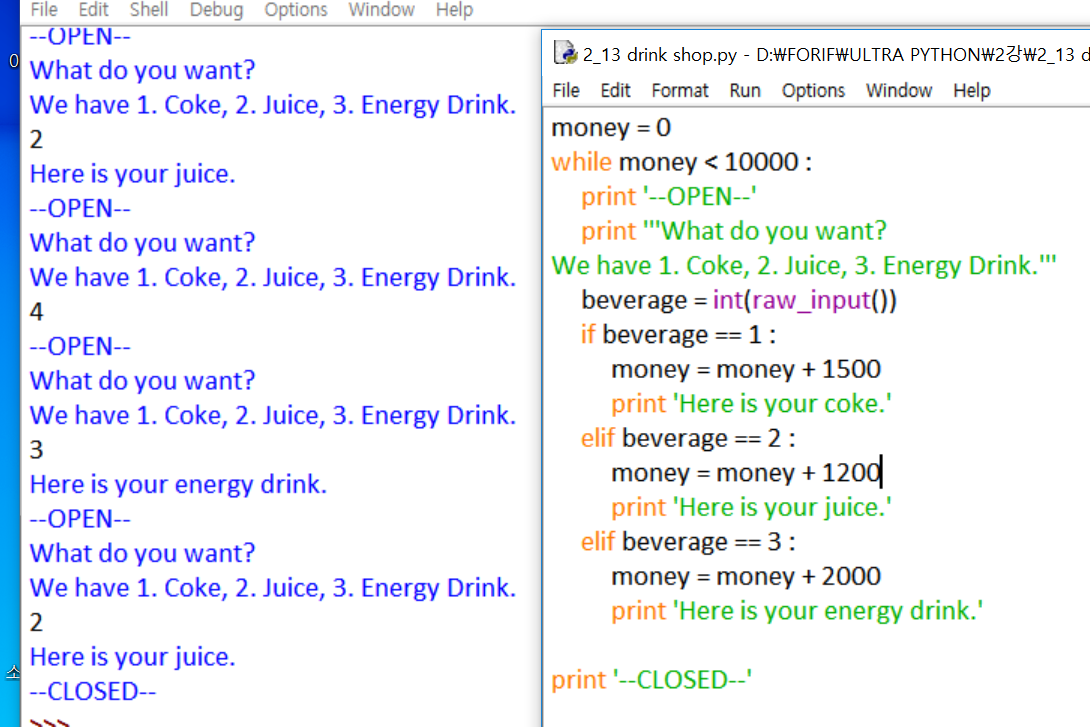 File Edit Shell Debug Options Window Help
--OPEN--
What do you want?
We have 1. Coke, 2. Juice, 3. Energy Drink.
2
Here is your juice.
--OPEN--
What do you want?
We have 1. Coke, 2. Juice, 3. Energy Drink.
4
--OPEN--
What do you want?
We have 1. Coke, 2. Juice, 3. Energy Drink.
3
Here is your energy drink.
--OPEN--
What do you want?
We have 1. Coke, 2. Juice, 3. Energy Drink.
2
Here is your juice.
--CLOSED--
>>>
2_13 drink shop.py - D:₩FORIF₩ULTRA PYTHON₩2강₩2_13 d
File Edit Format Run Options Window Help
money = 0
while money < 10000 :
    print '--OPEN--'
    print '''What do you want?
We have 1. Coke, 2. Juice, 3. Energy Drink.'''
    beverage = int(raw_input())
    if beverage == 1 :
        money = money + 1500
        print 'Here is your coke.'
    elif beverage == 2 :
        money = money + 1200
        print 'Here is your juice.'
    elif beverage == 3 :
        money = money + 2000
        print 'Here is your energy drink.'
print '--CLOSED--'
소